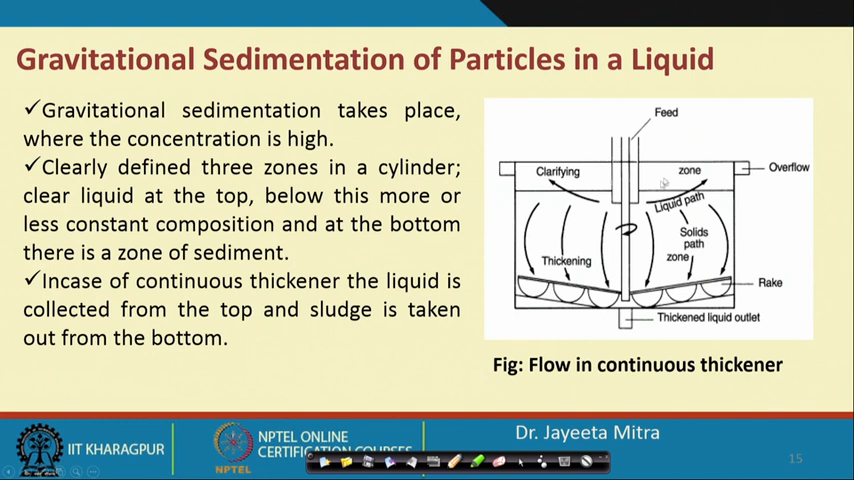 Gravitational Sedimentation of Particles in a Liquid
✓Gravitational sedimentation takes place,
where the concentration is high.
✓Clearly defined three zones in a cylinder;
clear liquid at the top, below this more or
less constant composition and at the bottom
there is a zone of sediment.
✓Incase of continuous thickener the liquid is
collected from the top and sludge is taken
out from the bottom.
Feed
Clarifying zone
Overflow
Liquid path
Solids
path
Thickening zone
Rake
Thickened liquid outlet
Fig: Flow in continuous thickener
IIT KHARAGPUR
NPTEL
NPTEL ONLINE
CERTIFICATION COURSES
Dr. Jayeeta Mitra
15